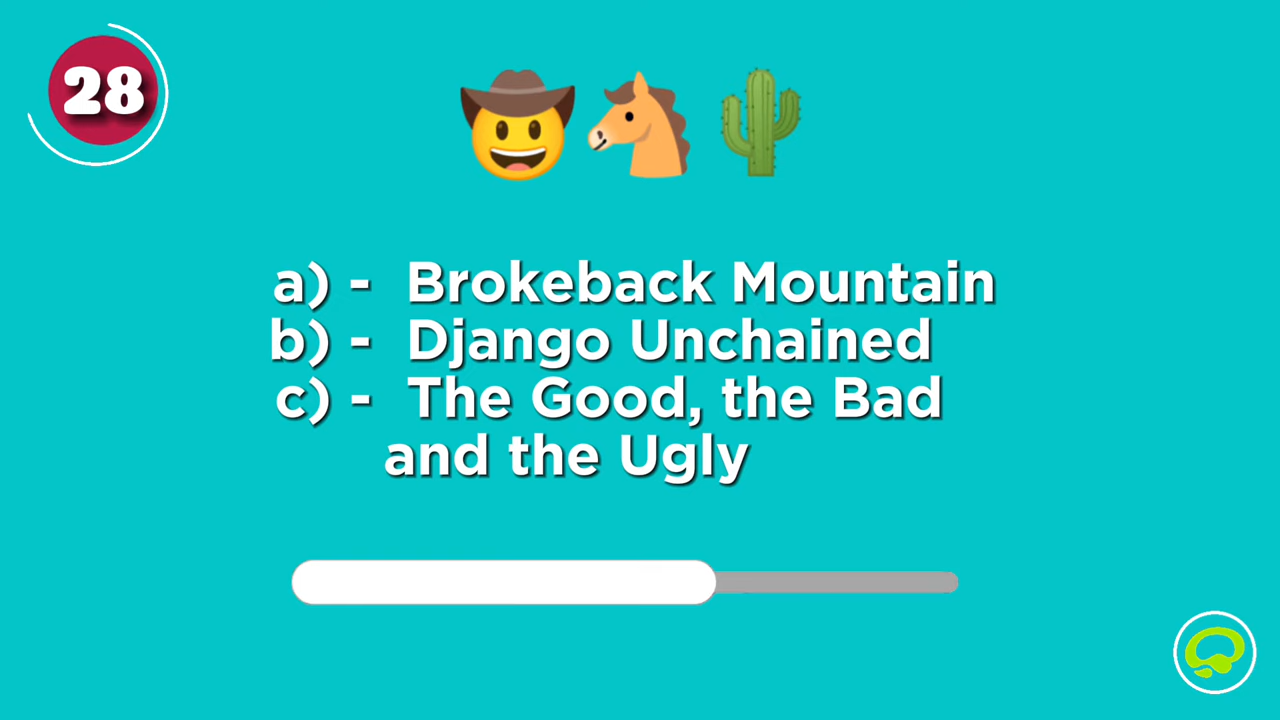 28
a) - Brokeback Mountain
b) - Django Unchained
c) - The Good, the Bad
and the Ugly